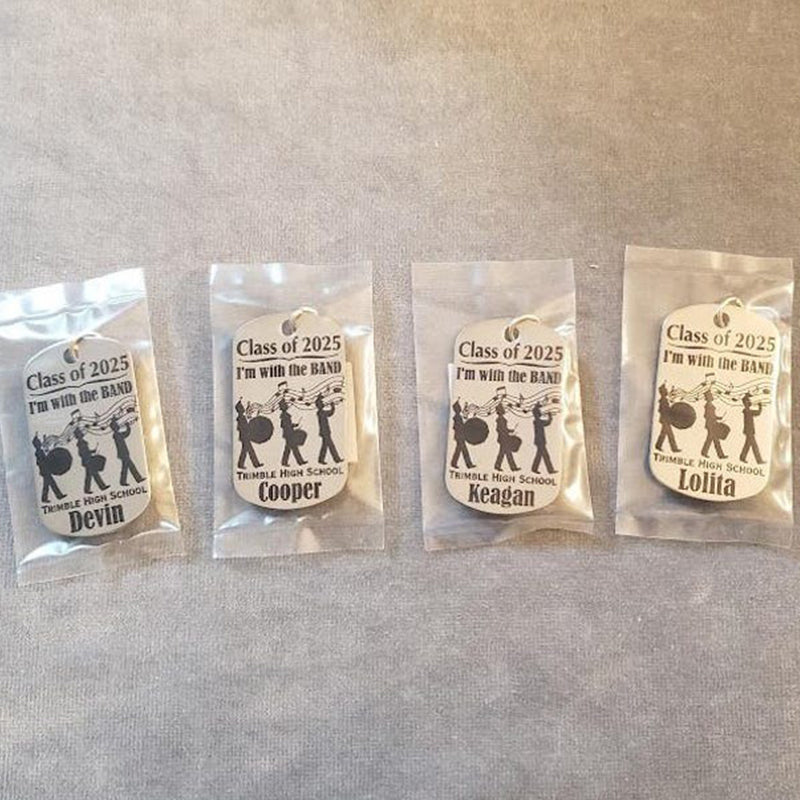 Class of 2025
I'm with the BAND
TRIMBLE HIGH SCHOOL
Devin
Class of 2025
I'm with the BAND
TRIMBLE HIGH SCHOOL
Cooper
Class of 2025
I'm with the BAND
TRIMBLE HIGH SCHOOL
Keagan
Class of 2025
I'm with the BAND
TRIMBLE HIGH SCHOOL
Lolita